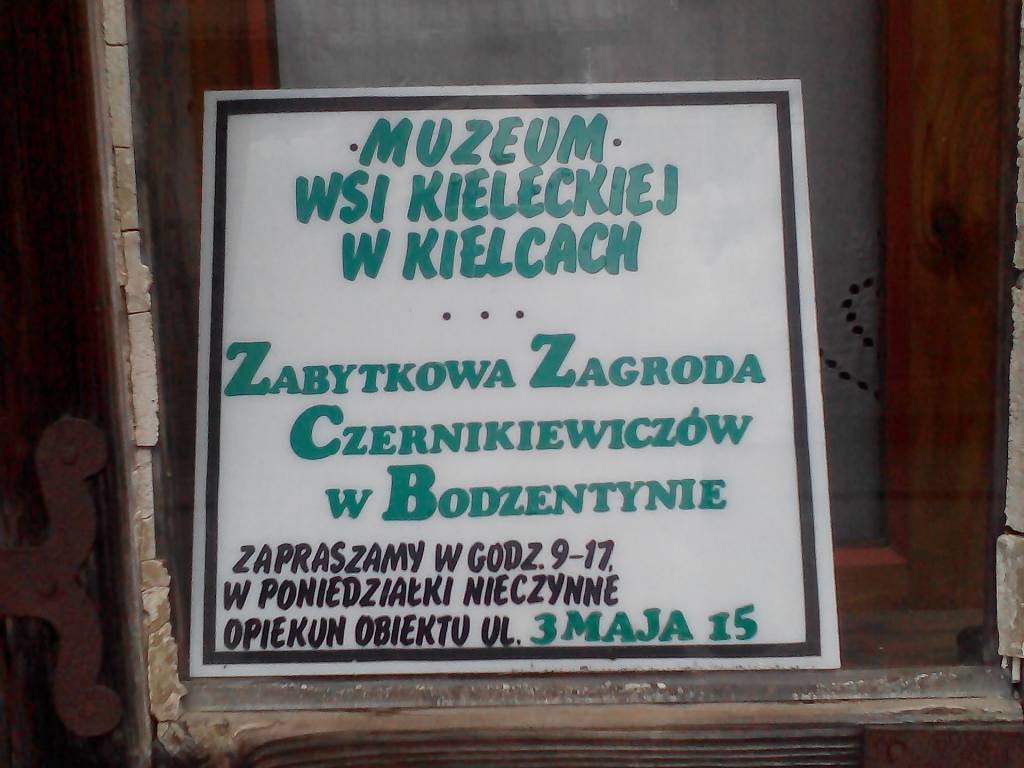 ·MUZEUM·
WSI KIELECKIEJ
W KIELCACH
...
ZABYTKOWA ZAGRODA
CZERNIKIEWICZÓW
W BODZENTYNIE
ZAPRASZAMY W GODZ. 9-17,
W PONIEDZIAŁKI NIECZYNNE
OPIEKUN OBIEKTU UL. 3 MAJA 15